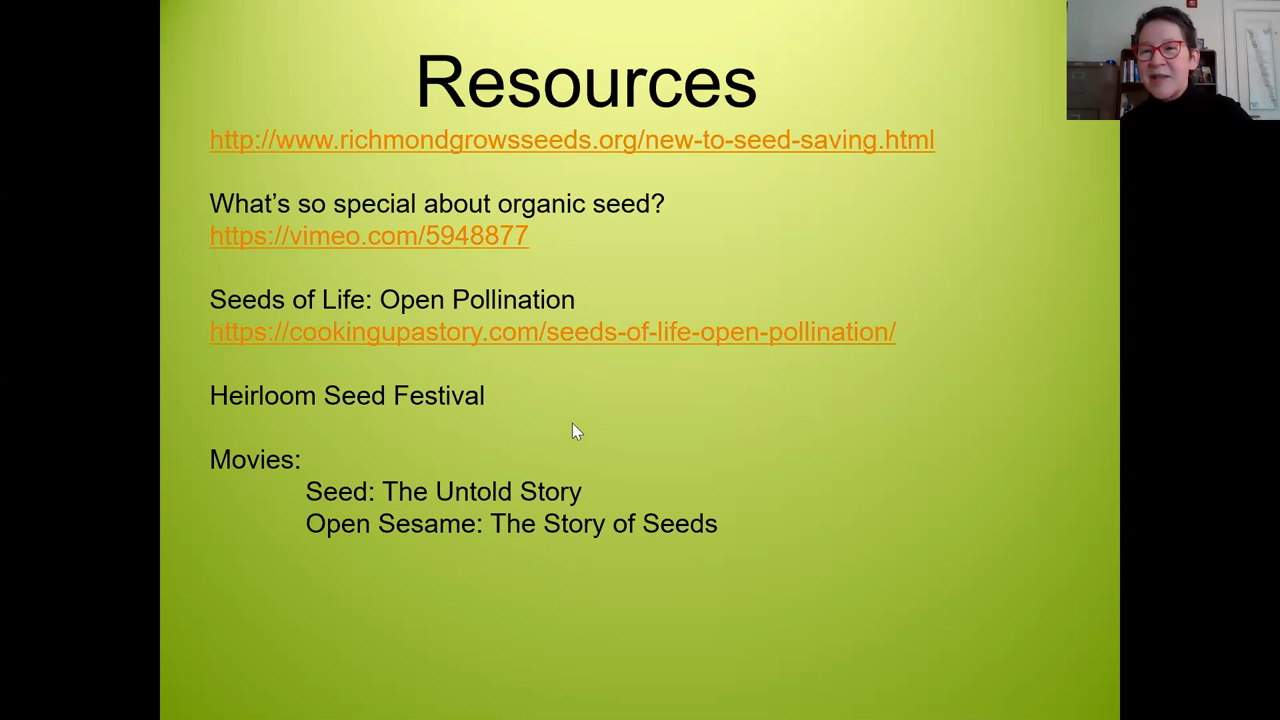 Resources
http://www.richmondgrowsseeds.org/new-to-seed-saving.html
What’s so special about organic seed?
https://vimeo.com/5948877
Seeds of Life: Open Pollination
https://cookingupastory.com/seeds-of-life-open-pollination/
Heirloom Seed Festival
Movies:
Seed: The Untold Story
Open Sesame: The Story of Seeds